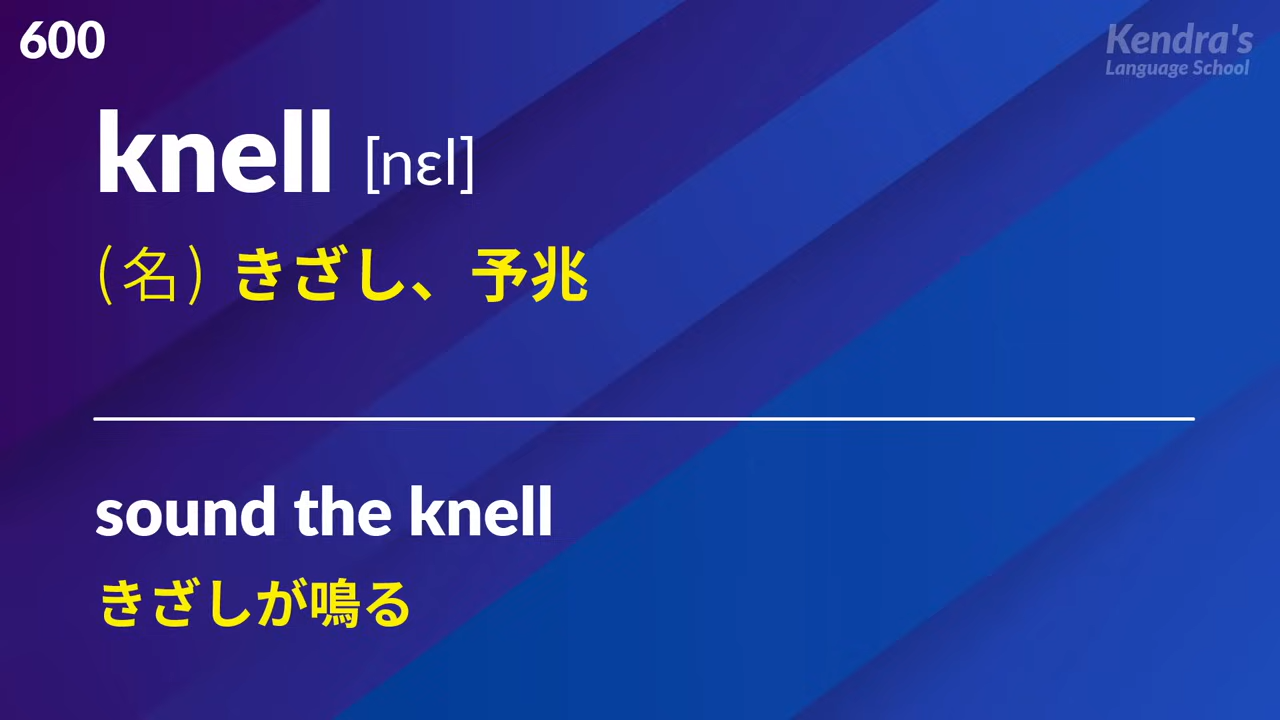 600
Kendra's
Language School
knell [nɛl]
(名) きざし、予兆
sound the knell
きざしが鳴る